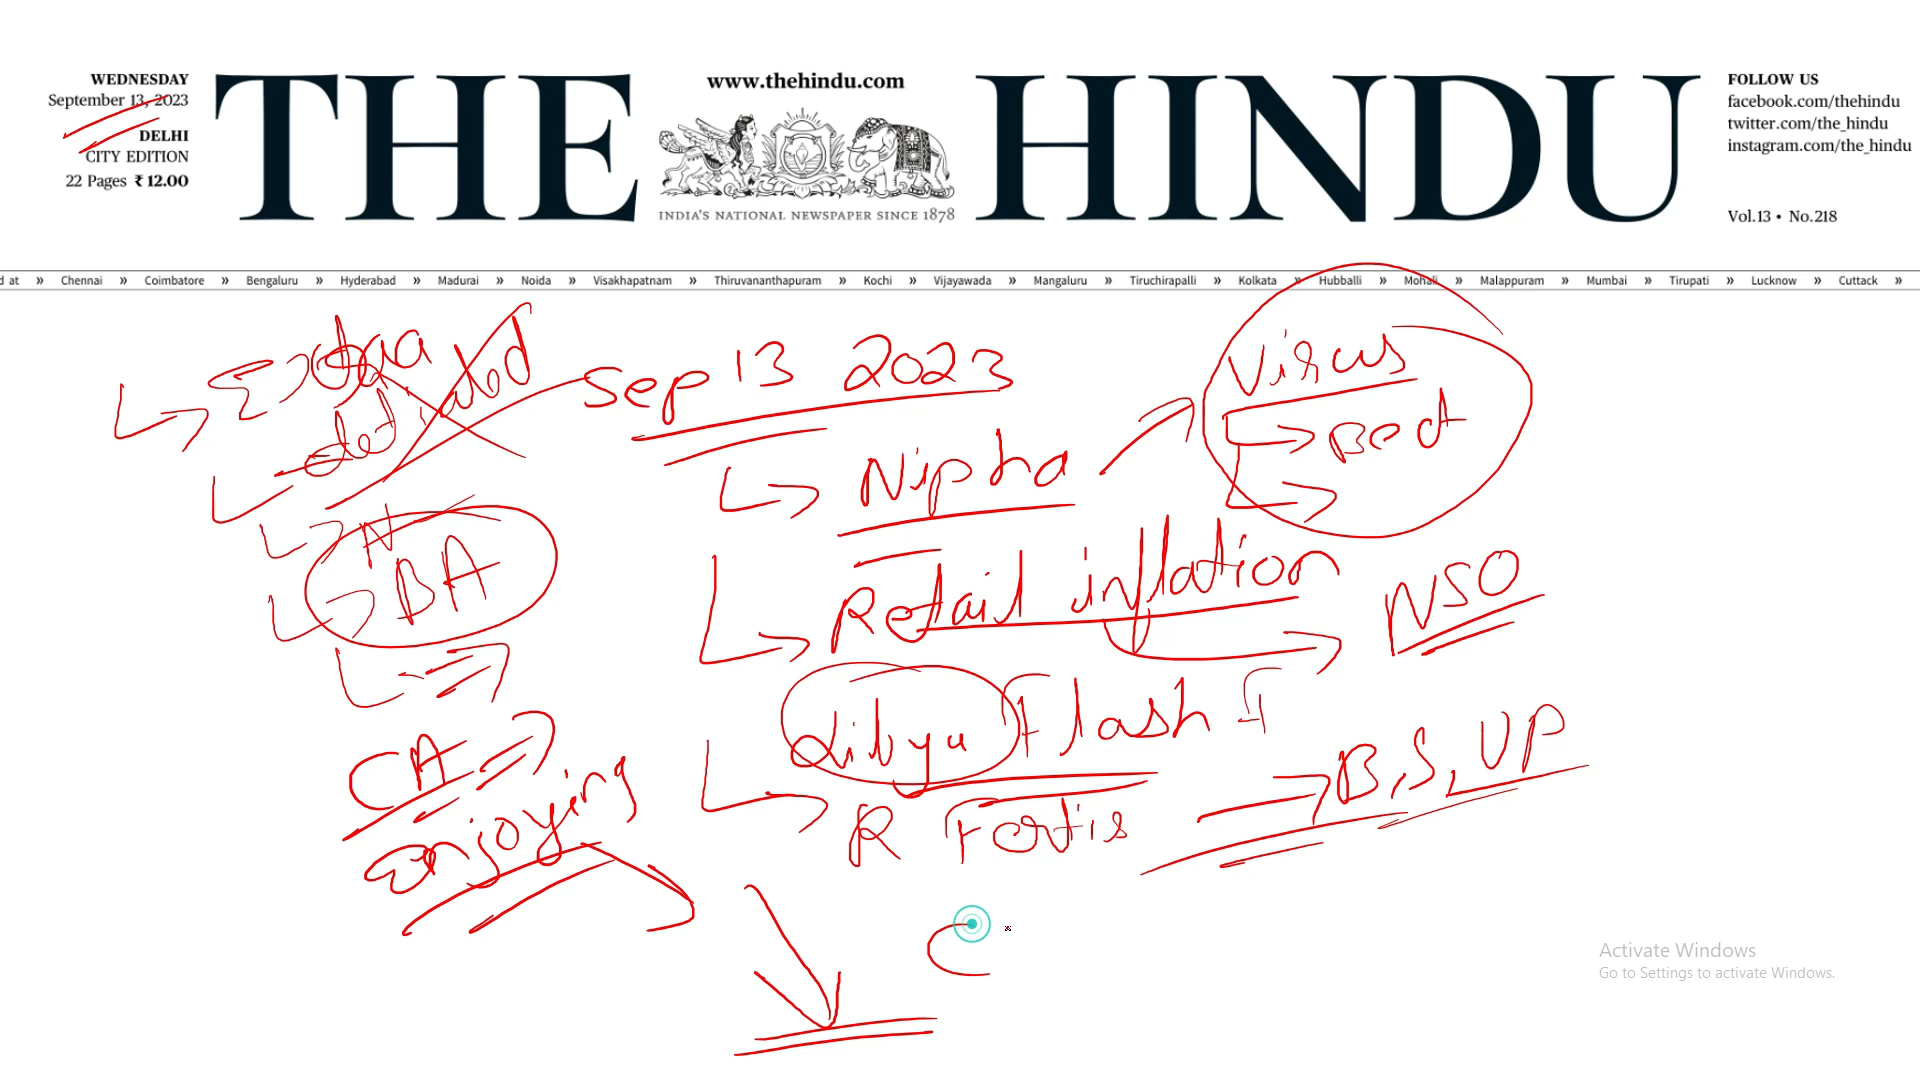 WEDNESDAY
September 13, 2023
DELHI
CITY EDITION
22 Pages ₹ 12.00
THE HINDU
www.thehindu.com
INDIA'S NATIONAL NEWSPAPER SINCE 1878
FOLLOW US
facebook.com/thehindu
twitter.com/the_hindu
instagram.com/the_hindu
Vol.13 • No.218
d at » Chennai » Coimbatore » Bengaluru » Hyderabad » Madurai » Noida » Visakhapatnam » Thiruvananthapuram » Kochi » Vijayawada » Mangaluru » Tiruchirapalli » Kolkata » Hubballi » Mohali » Malappuram » Mumbai » Tirupati » Lucknow » Cuttack »
Extra
Sep 13 2023
Virus
Nipha
N
BA
Retail inflation
NSO
Libya Flash F
CA
enjoying
R Fortis
B, S, UP
C
Activate Windows
Go to Settings to activate Windows.